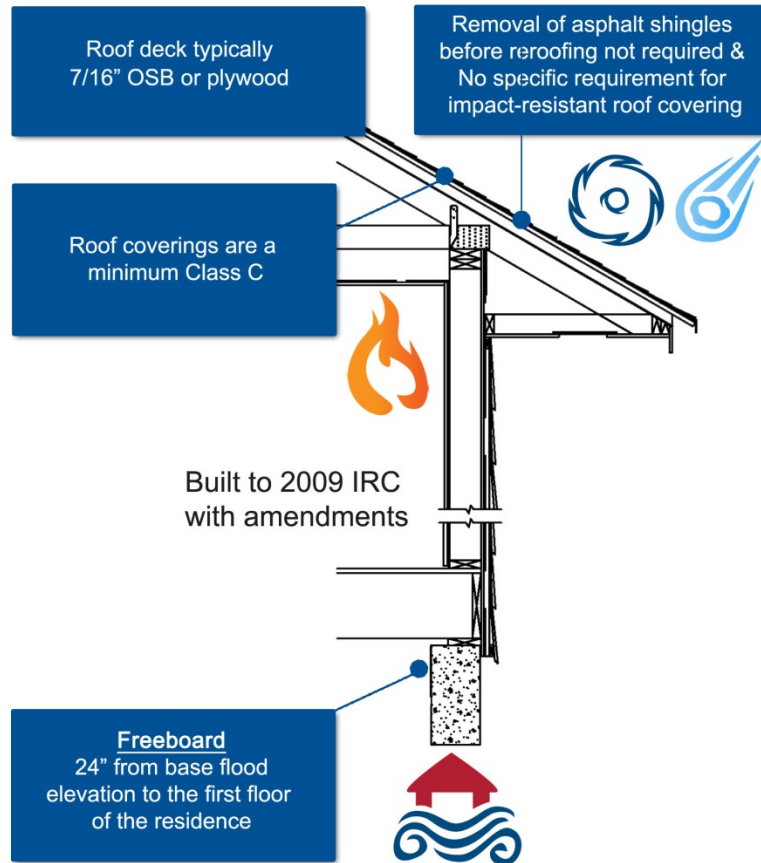 Roof deck typically
7/16” OSB or plywood
Removal of asphalt shingles
before reroofing not required &
No specific requirement for
impact-resistant roof covering
Roof coverings are a
minimum Class C
Built to 2009 IRC
with amendments
Freeboard
24” from base flood
elevation to the first floor
of the residence